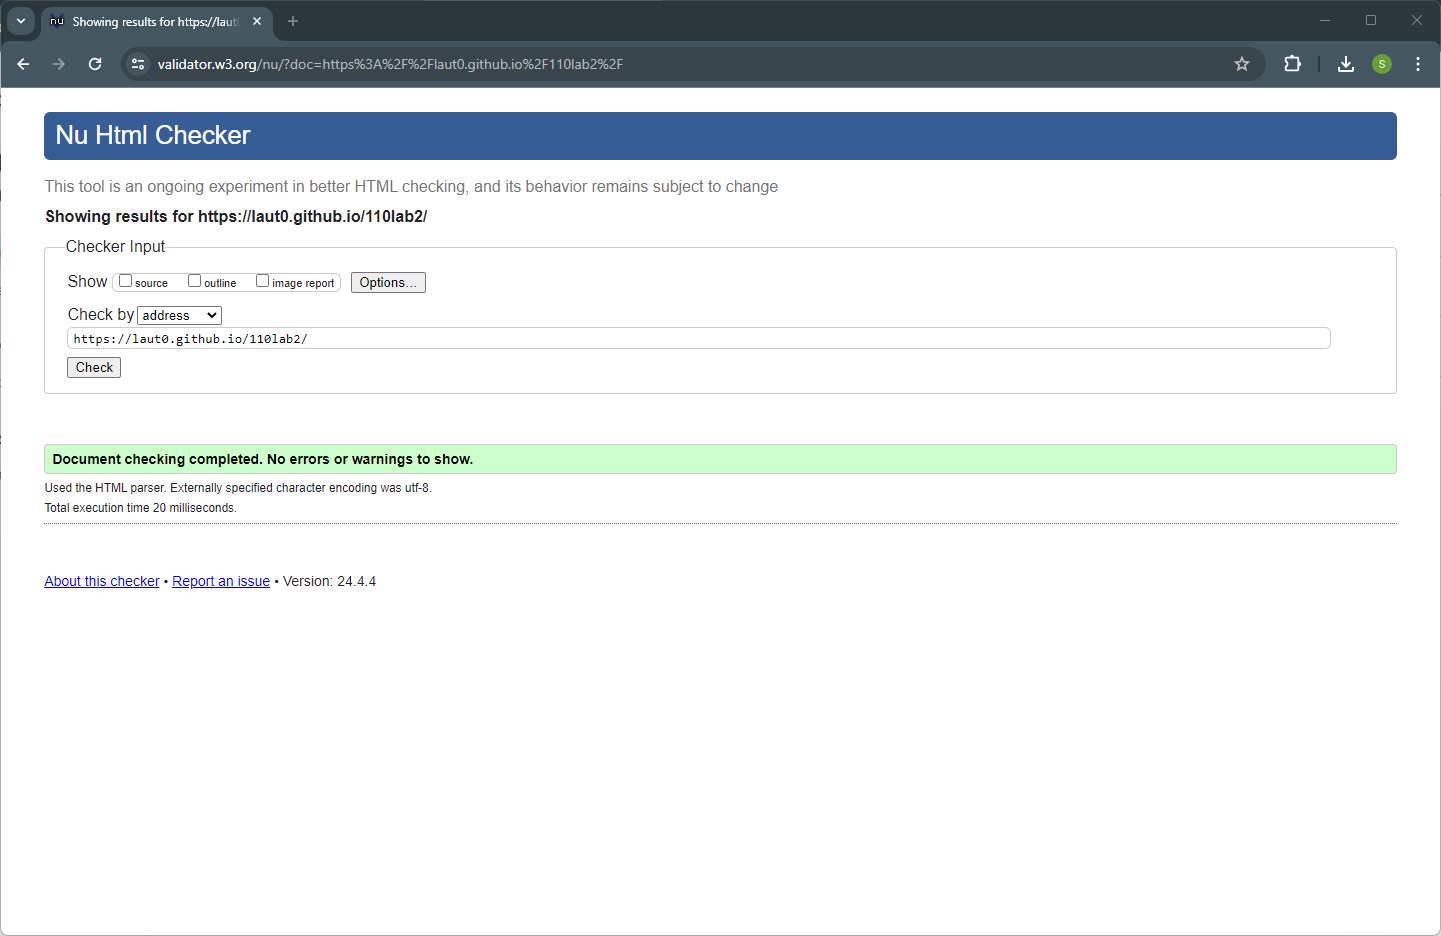 nu Showing results for https://laut0
validator.w3.org/nu/?doc=https%3A%2F%2Flaut0.github.io%2F110lab2%2F
S
Nu Html Checker
This tool is an ongoing experiment in better HTML checking, and its behavior remains subject to change
Showing results for https://laut0.github.io/110lab2/
Checker Input
Show source outline image report Options...
Check by address
https://laut0.github.io/110lab2/
Check
Document checking completed. No errors or warnings to show.
Used the HTML parser. Externally specified character encoding was utf-8.
Total execution time 20 milliseconds.
About this checker • Report an issue • Version: 24.4.4